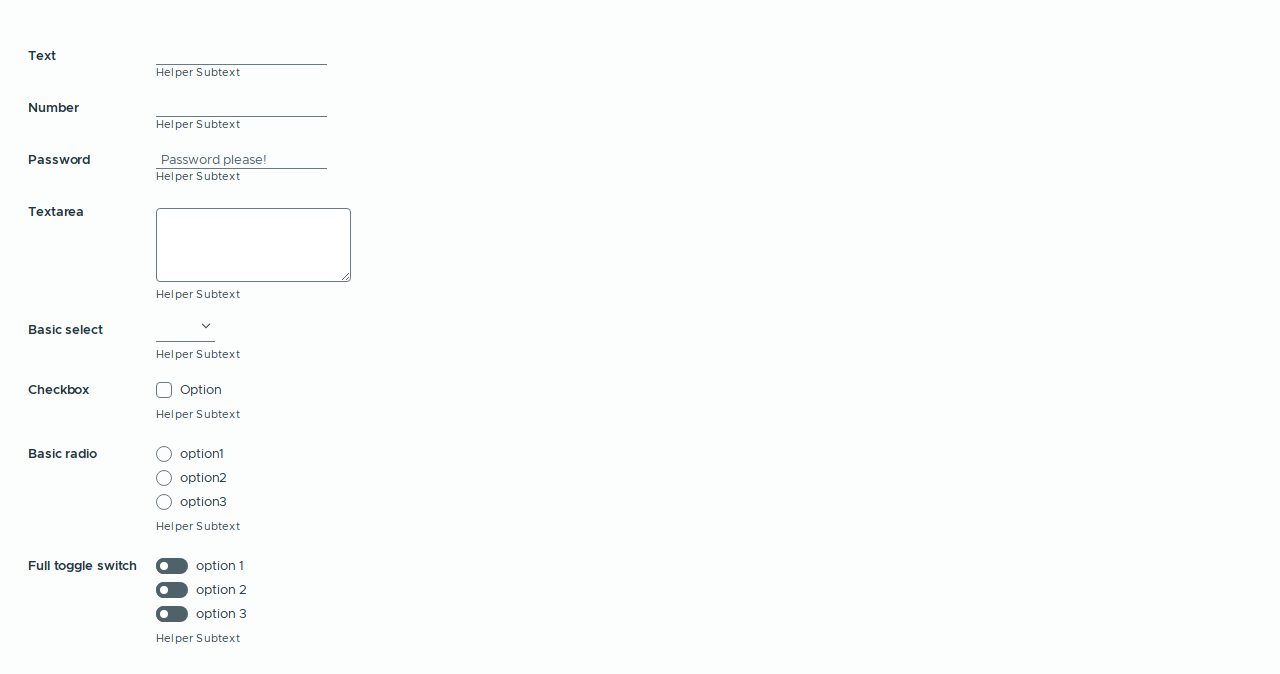 Text
Helper Subtext
Number
Helper Subtext
Password Password please!
Helper Subtext
Textarea
Helper Subtext
Basic select
Helper Subtext
Checkbox Option
Helper Subtext
Basic radio option1
option2
option3
Helper Subtext
Full toggle switch option 1
option 2
option 3
Helper Subtext